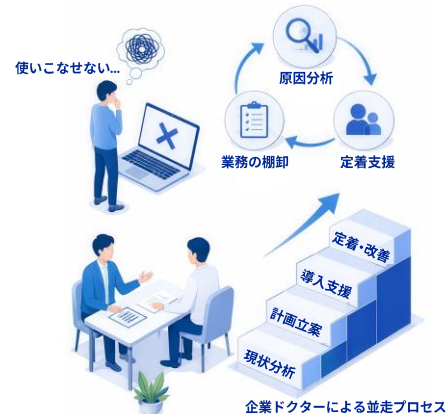 使いこなせない...
原因分析
業務の棚卸
定着支援
定着・改善
導入支援
計画立案
現状分析
企業ドクターによる並走プロセス